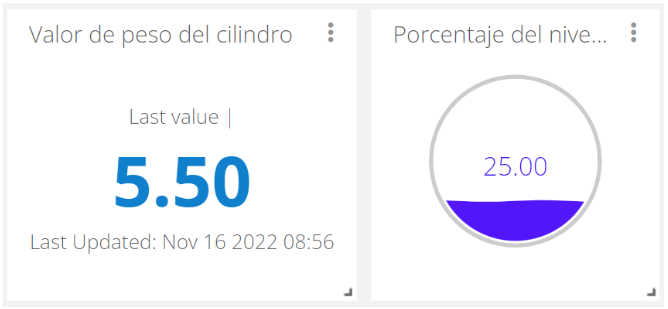 Valor de peso del cilindro
Last value |
5.50
Last Updated: Nov 16 2022 08:56
Porcentaje del nive...
25.00